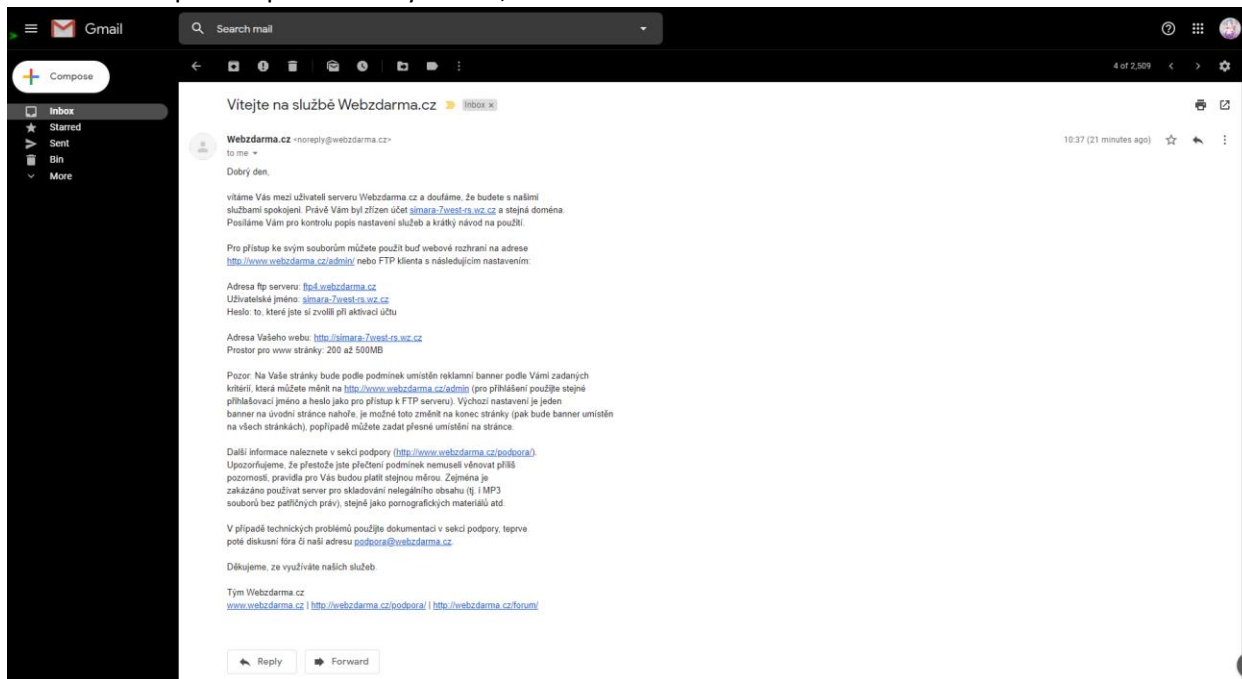 Gmail
Search mail
Compose
4 of 2,509
Inbox
Starred
Sent
Bin
More
Vítejte na službě Webzdarma.cz
Inbox x
Webzdarma.cz <noreply@webzdarma.cz>
10:37 (21 minutes ago)
to me
Dobrý den,
vítáme Vás mezi uživateli serveru Webzdarma.cz a doufáme, že budete s našimi
službami spokojeni. Právě Vám byl zřízen účet simara-7west-rs.wz.cz a stejná doména.
Posíláme Vám pro kontrolu popis nastavení služeb a krátký návod na použití.
Pro přístup ke svým souborům můžete použít buď webové rozhraní na adrese
http://www.webzdarma.cz/admin/ nebo FTP klienta s následujícím nastavením:
Adresa ftp serveru: ftp4.webzdarma.cz
Uživatelské jméno: simara-7west-rs.wz.cz
Heslo: to, které jste si zvolili při aktivaci účtu
Adresa Vašeho webu: http://simara-7west-rs.wz.cz
Prostor pro www stránky: 200 až 500MB
Pozor: Na Vaše stránky bude podle podmínek umístěn reklamní banner podle Vámi zadaných
kritérií, která můžete měnit na http://www.webzdarma.cz/admin (pro přihlášení použijte stejné
přihlašovací jméno a heslo jako pro přístup k FTP serveru). Výchozí nastavení je jeden
banner na úvodní stránce nahoře, je možné toto změnit na konec stránky (pak bude banner umístěn
na všech stránkách), popřípadě můžete zadat přesné umístění na stránce.
Další informace naleznete v sekci podpory (http://www.webzdarma.cz/podpora/).
Upozorňujeme, že přestože jste přečtení podmínek nemuseli věnovat příliš
pozornosti, pravidla pro Vás budou platit stejnou měrou. Zejména je
zakázáno používat server pro skladování nelegálního obsahu (tj. i MP3
souborů bez patřičných práv), stejně jako pornografických materiálů atd.
V případě technických problémů použijte dokumentaci v sekci podpory, teprve
poté diskusní fóra či naši adresu podpora@webzdarma.cz.
Děkujeme, ze využíváte našich služeb.
Tým Webzdarma.cz
www.webzdarma.cz | http://webzdarma.cz/podpora/ | http://webzdarma.cz/forum/
Reply
Forward